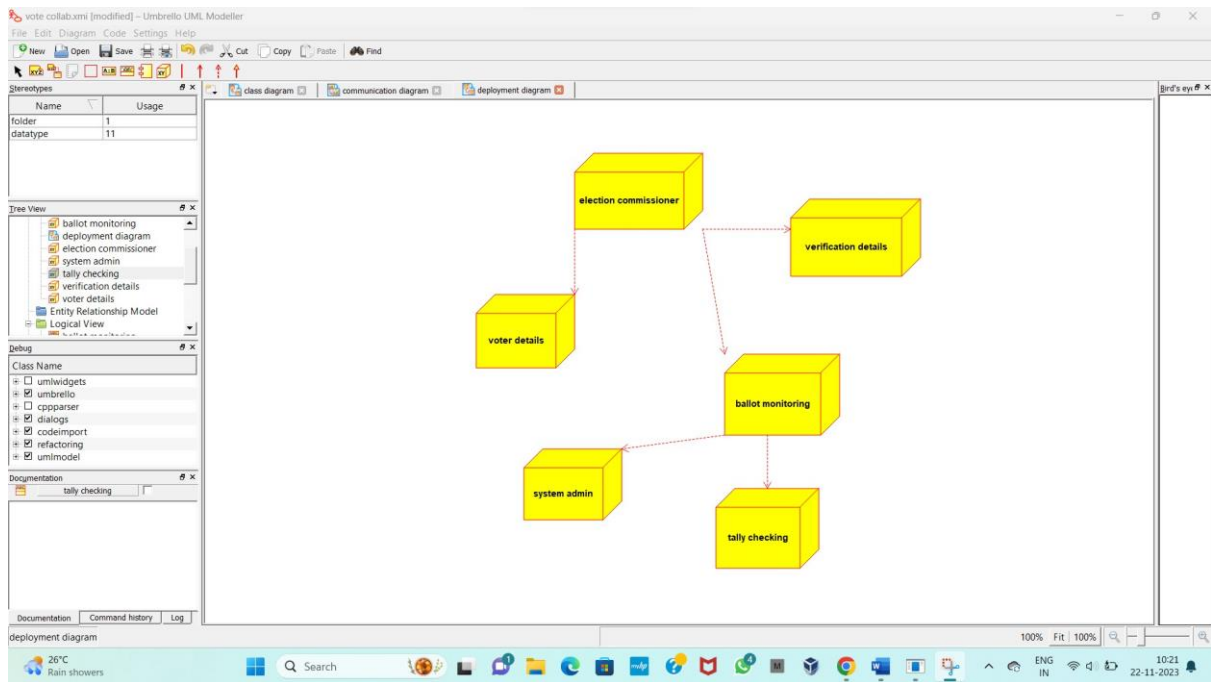 vote collab.xmi [modified] – Umbrello UML Modeller
File Edit Diagram Code Settings Help
New Open Save Cut Copy Paste Find
Stereotypes
Name Usage
folder 1
datatype 11
class diagram communication diagram deployment diagram
Bird's eye
election commissioner
verification details
voter details
ballot monitoring
system admin
tally checking
Tree View
ballot monitoring
deployment diagram
election commissioner
system admin
tally checking
verification details
voter details
Entity Relationship Model
Logical View
Debug
Class Name
umlwidgets
umbrello
cppparser
dialogs
codeimport
refactoring
umlmodel
Documentation
tally checking
Documentation Command history Log
deployment diagram
100% Fit 100%
26°C
Rain showers
Search
ENG
IN
10:21
22-11-2023